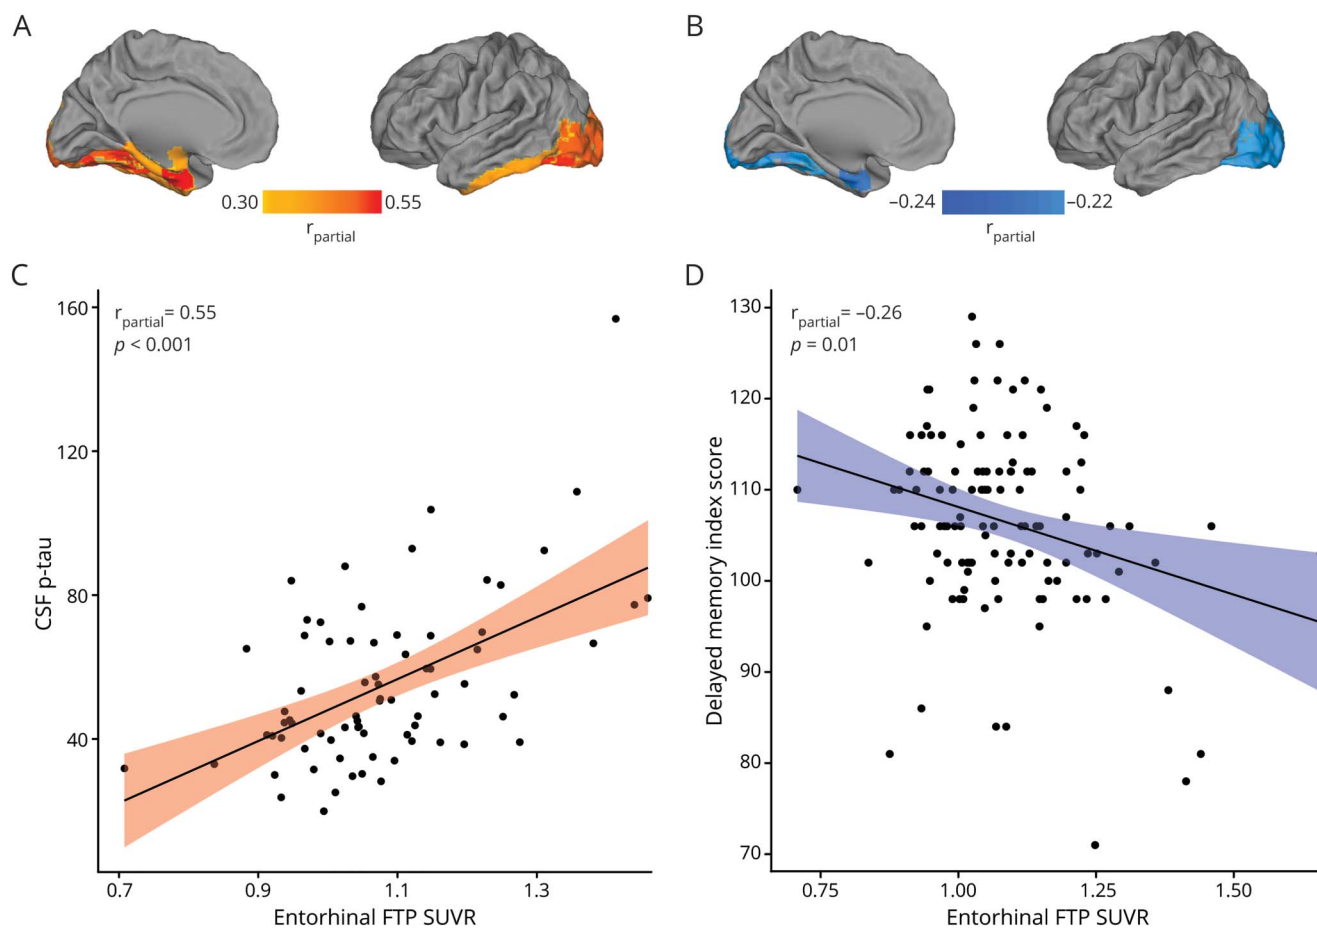 A
B
0.30
0.55
r partial
−0.24
−0.22
r partial
C
D
r partial = 0.55
p < 0.001
160
120
80
40
CSF p-tau
0.7
0.9
1.1
1.3
Entorhinal FTP SUVR
r partial = −0.26
p = 0.01
130
120
110
100
90
80
70
Delayed memory index score
0.75
1.00
1.25
1.50
Entorhinal FTP SUVR